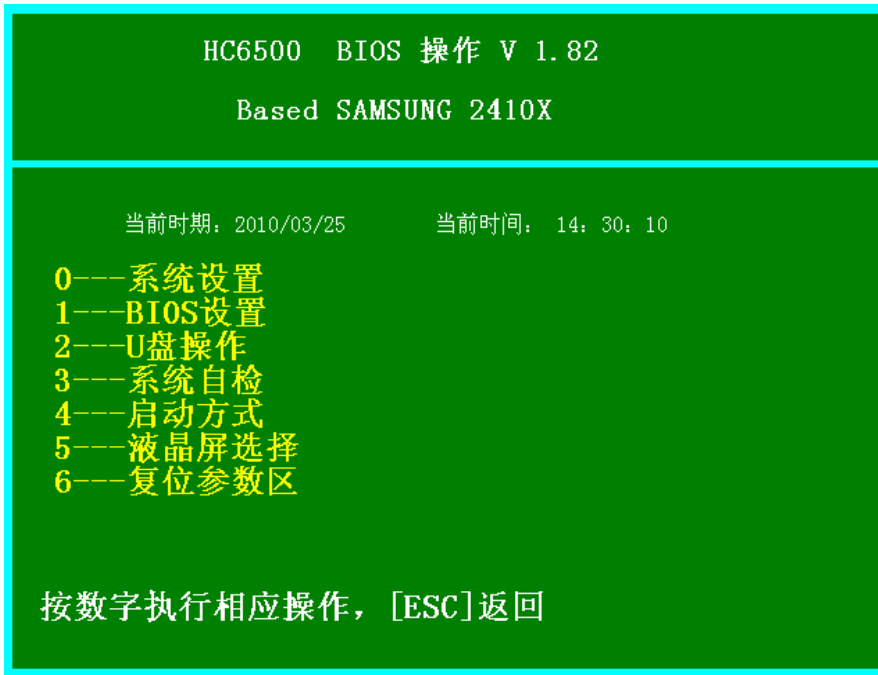 HC6500 BIOS 操作 V 1.82
Based SAMSUNG 2410X
当前时期: 2010/03/25 当前时间: 14: 30: 10
0---系统设置
1---BIOS设置
2---U盘操作
3---系统自检
4---启动方式
5---液晶屏选择
6---复位参数区
按数字执行相应操作，[ESC]返回